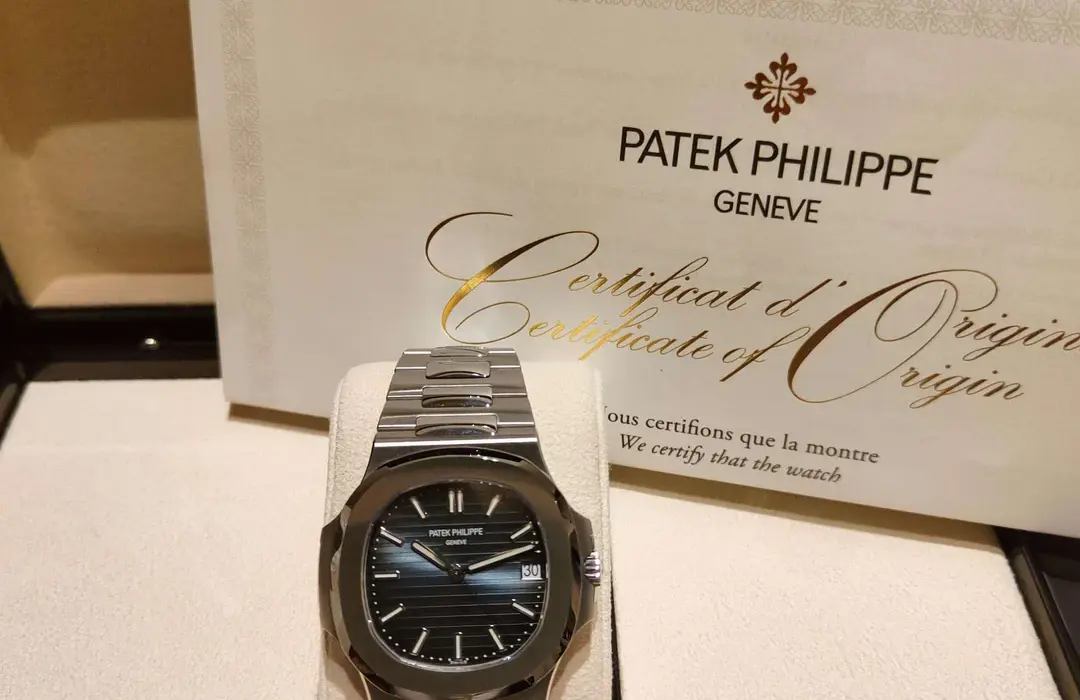 PATEK PHILIPPE
GENEVE
Certificat d'Origin
Certificate of Origin
ous certifions que la montre
We certify that the watch
PATEK PHILIPPE
GENEVE
30